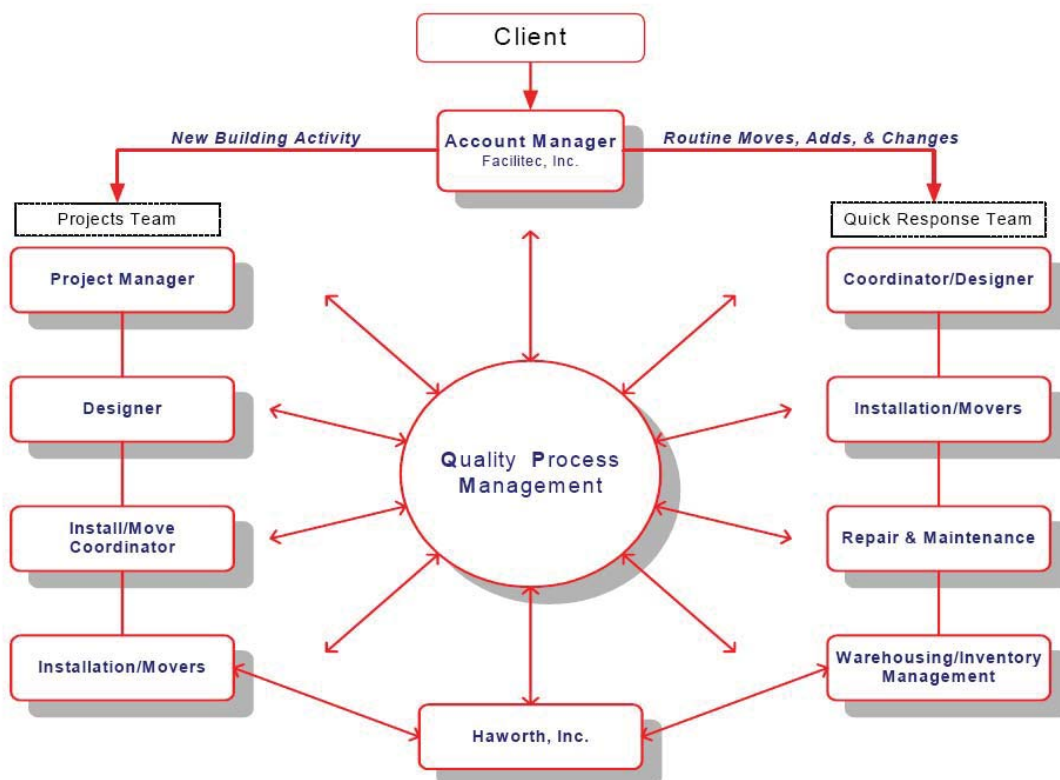 Client
Account Manager
Facilitec, Inc.
New Building Activity
Routine Moves, Adds, & Changes
Projects Team
Quick Response Team
Project Manager
Coordinator/Designer
Designer
Installation/Movers
Quality Process
Management
Install/Move
Coordinator
Repair & Maintenance
Installation/Movers
Warehousing/Inventory
Management
Haworth, Inc.